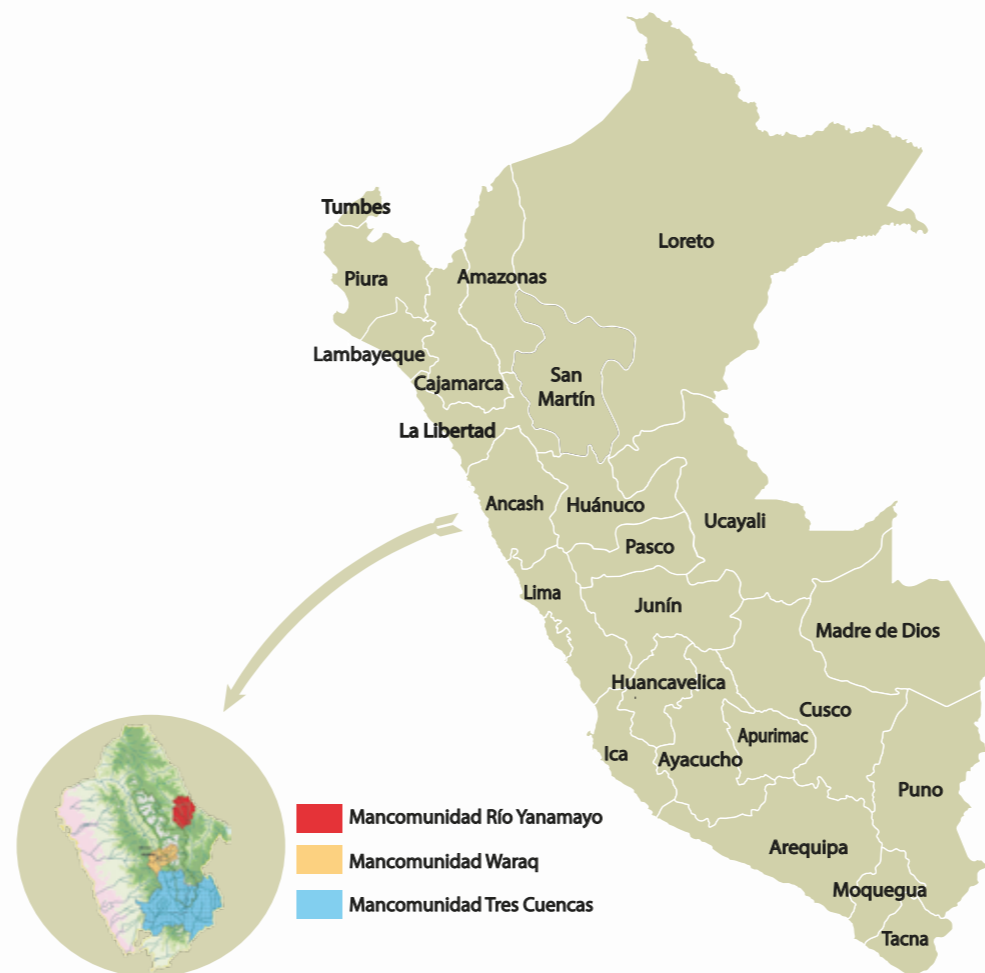 Tumbes
Loreto
Piura
Amazonas
Lambayeque
Cajamarca
San
Martín
La Libertad
Ancash
Huánuco
Ucayali
Pasco
Lima
Junín
Madre de Dios
Huancavelica
Cusco
Ica
Ayacucho
Apurimac
Puno
Mancomunidad Río Yanamayo
Mancomunidad Waraq
Mancomunidad Tres Cuencas
Arequipa
Moquegua
Tacna